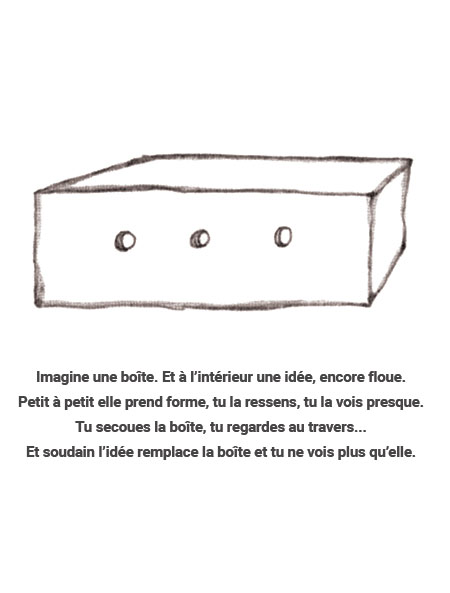 Imagine une boîte. Et à l’intérieur une idée, encore floue.
Petit à petit elle prend forme, tu la ressens, tu la vois presque.
Tu secoues la boîte, tu regardes au travers...
Et soudain l’idée remplace la boîte et tu ne vois plus qu’elle.